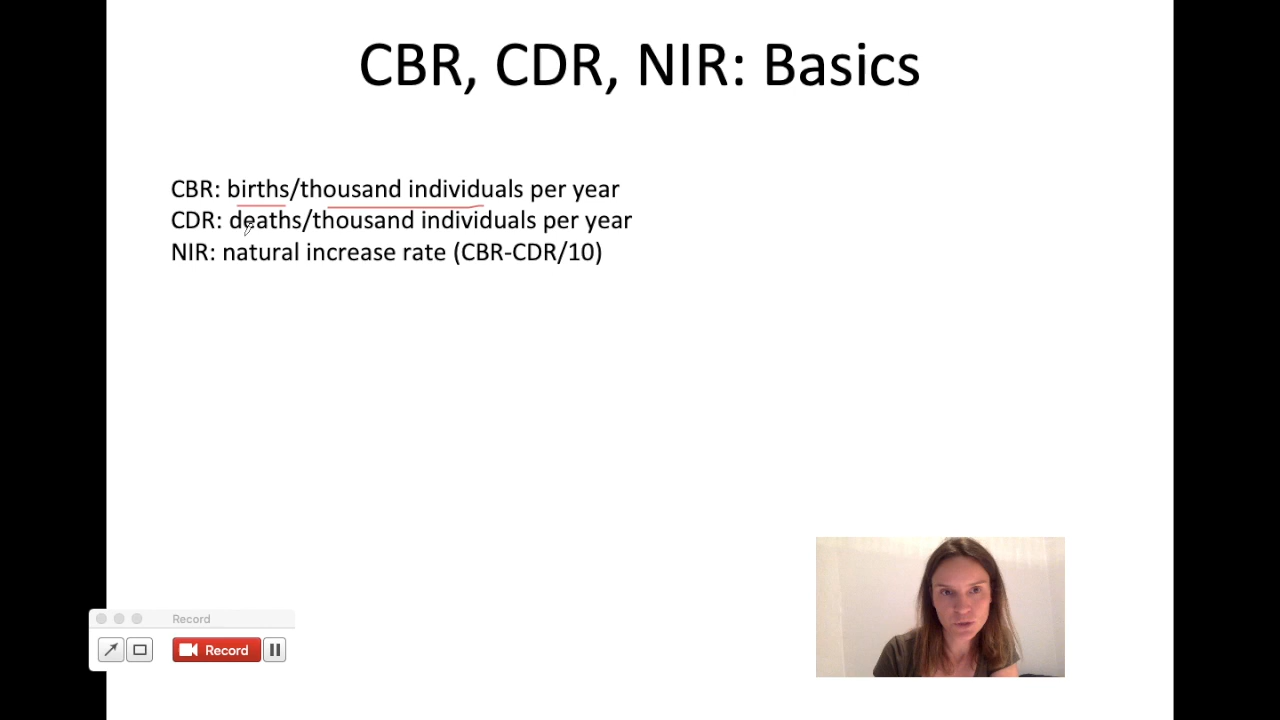 CBR, CDR, NIR: Basics
CBR: births/thousand individuals per year
CDR: deaths/thousand individuals per year
NIR: natural increase rate (CBR-CDR/10)
Record
Record